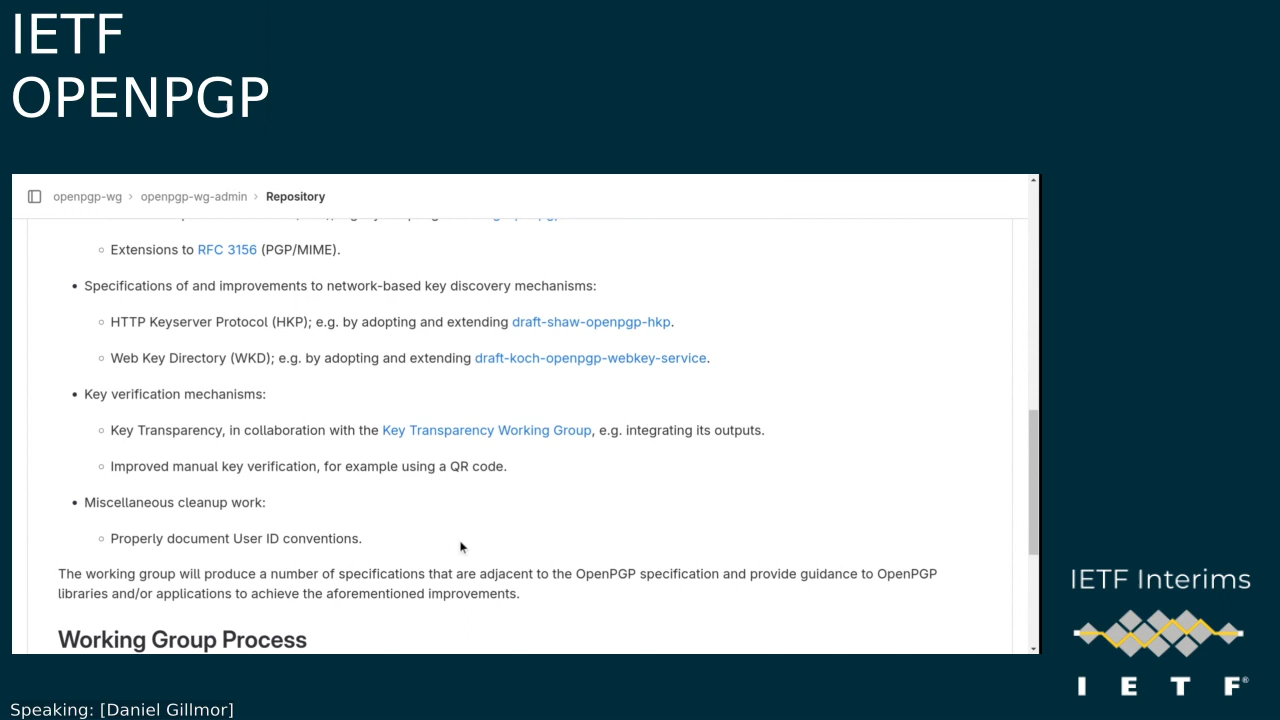 IETF
OPENPGP
openpgp-wg > openpgp-wg-admin > Repository
◦ Extensions to RFC 3156 (PGP/MIME).
• Specifications of and improvements to network-based key discovery mechanisms:
◦ HTTP Keyserver Protocol (HKP); e.g. by adopting and extending draft-shaw-openpgp-hkp.
◦ Web Key Directory (WKD); e.g. by adopting and extending draft-koch-openpgp-webkey-service.
• Key verification mechanisms:
◦ Key Transparency, in collaboration with the Key Transparency Working Group, e.g. integrating its outputs.
◦ Improved manual key verification, for example using a QR code.
• Miscellaneous cleanup work:
◦ Properly document User ID conventions.
The working group will produce a number of specifications that are adjacent to the OpenPGP specification and provide guidance to OpenPGP
libraries and/or applications to achieve the aforementioned improvements.
Working Group Process
IETF Interims
I E T F®
Speaking: [Daniel Gillmor]